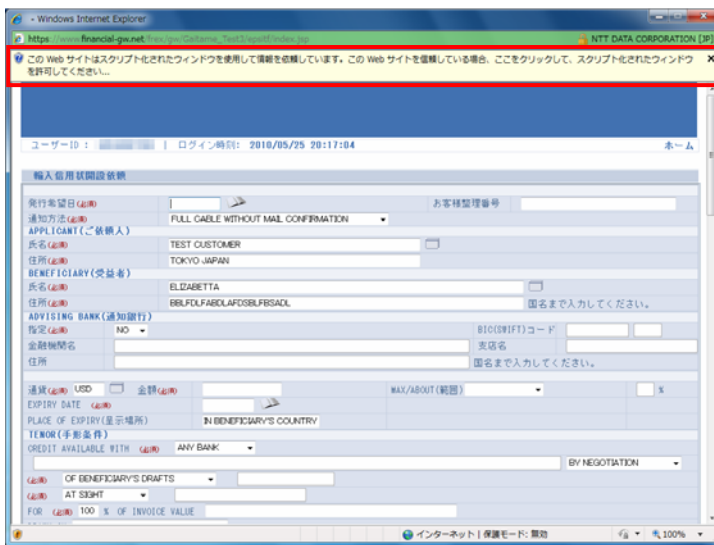 - Windows Internet Explorer
https://www.financial-gw.net/frex/gw/Gaitame_Test3/epsitf/index.jsp NTT DATA CORPORATION [JP]
この Web サイトはスクリプト化されたウィンドウを使用して情報を依頼しています。この Web サイトを信頼している場合、ここをクリックして、スクリプト化されたウィンドウ
を許可してください...
ユーザーID : | ログイン時刻: 2010/05/25 20:17:04 ホーム
輸入信用状開設依頼
発行希望日(必須) お客様整理番号
通知方法(必須) FULL CABLE WITHOUT MAIL CONFIRMATION
APPLICANT(ご依頼人)
氏名(必須) TEST CUSTOMER
住所(必須) TOKYO JAPAN
BENEFICIARY(受益者)
氏名(必須) ELIZABETTA
住所(必須) BBLFDLFABDLAFDSBLFBSADL 国名まで入力してください。
ADVISING BANK(通知銀行)
指定(必須) NO BIC(SWIFT)コード
金融機関名 支店名
住所 国名まで入力してください。
通貨(必須) USD 金額(必須) MAX/ABOUT(範囲) %
EXPIRY DATE (必須)
PLACE OF EXPIRY(呈示場所) IN BENEFICIARY'S COUNTRY
TENOR(手形条件)
CREDIT AVAILABLE WITH (必須) ANY BANK
BY NEGOTIATION
(必須) OF BENEFICIARY'S DRAFTS
(必須) AT SIGHT
FOR (必須) 100 % OF INVOICE VALUE
インターネット | 保護モード: 無効 100%